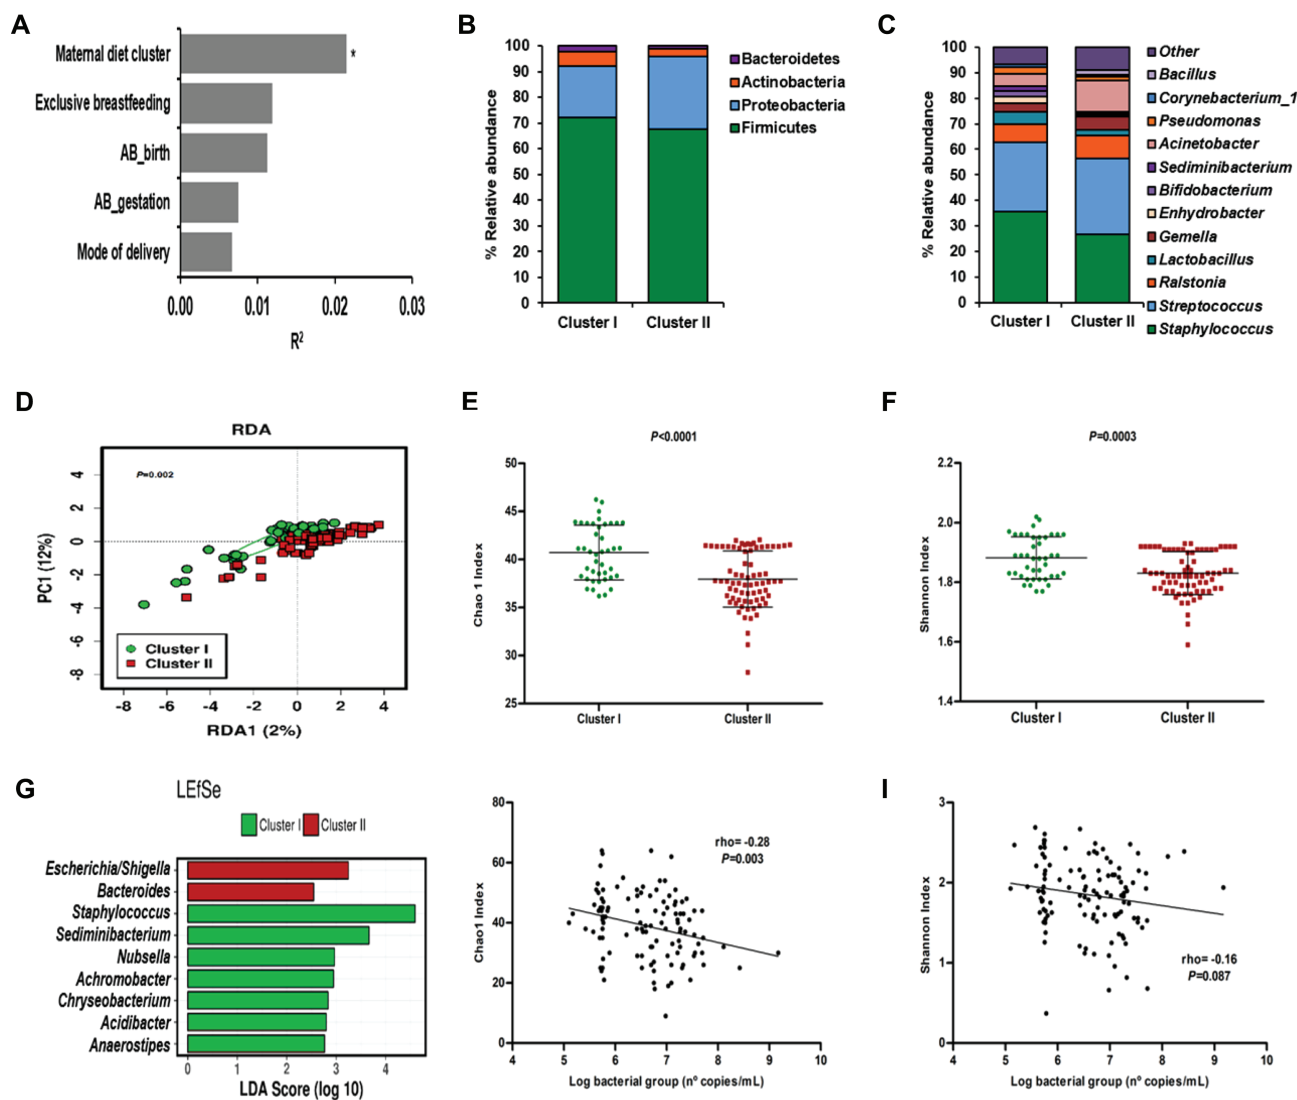 A
Maternal diet cluster
*
Exclusive breastfeeding
AB_birth
AB_gestation
Mode of delivery
0.00 0.01 0.02 0.03
R²
B
% Relative abundance
100
90
80
70
60
50
40
30
20
10
0
Cluster I Cluster II
Bacteroidetes
Actinobacteria
Proteobacteria
Firmicutes
C
% Relative abundance
100
90
80
70
60
50
40
30
20
10
0
Cluster I Cluster II
Other
Bacillus
Corynebacterium_1
Pseudomonas
Acinetobacter
Sediminibacterium
Bifidobacterium
Enhydrobacter
Gemella
Lactobacillus
Ralstonia
Streptococcus
Staphylococcus
D
RDA
P=0.002
PC1 (12%)
4
2
0
-2
-4
-6
-8
Cluster I
Cluster II
-8 -6 -4 -2 0 2 4
RDA1 (2%)
E
P<0.0001
Chao 1 Index
50
45
40
35
30
25
Cluster I Cluster II
F
P=0.0003
Shannon Index
2.2
2.0
1.8
1.6
1.4
Cluster I Cluster II
G
LEfSe
Cluster I Cluster II
Escherichia/Shigella
Bacteroides
Staphylococcus
Sediminibacterium
Nubsella
Achromobacter
Chryseobacterium
Acidibacter
Anaerostipes
0 1 2 3 4
LDA Score (log 10)
Chao1 Index
80
60
40
20
0
rho= -0.28
P=0.003
4 5 6 7 8 9 10
Log bacterial group (nº copies/mL)
I
Shannon Index
3
2
1
0
rho= -0.16
P=0.087
4 5 6 7 8 9 10
Log bacterial group (nº copies/mL)